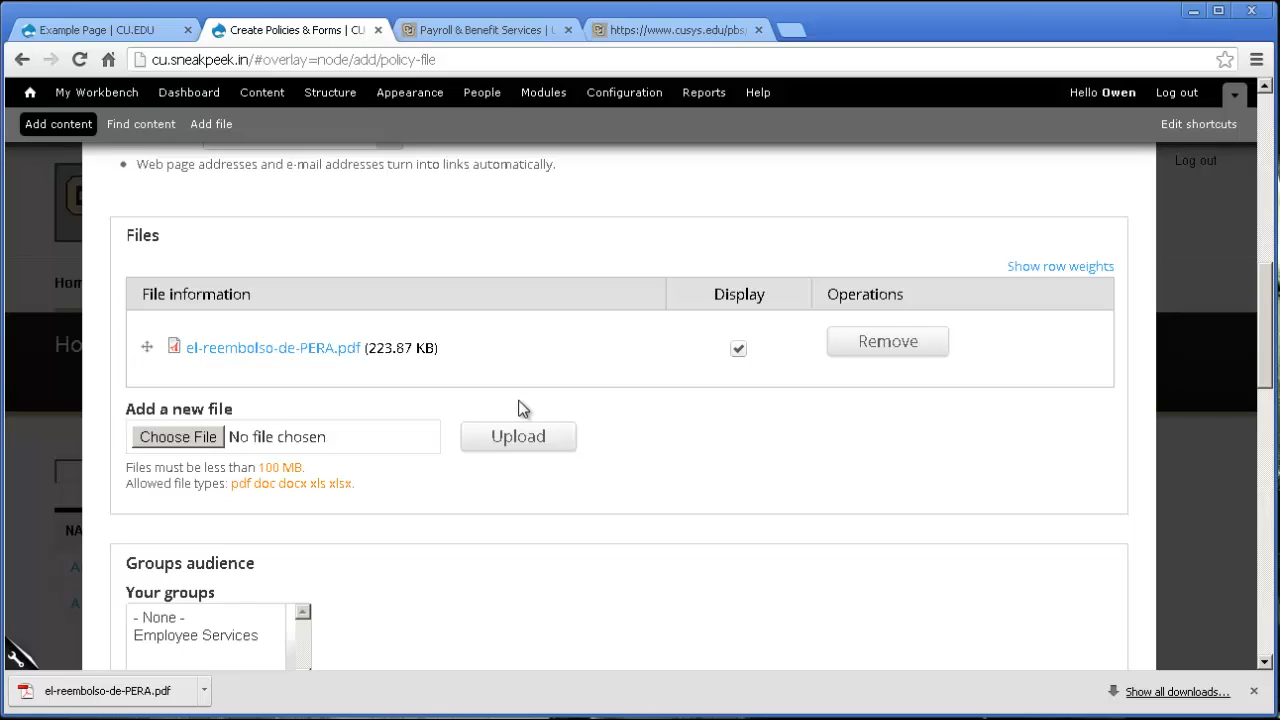 Example Page | CU.EDU
Create Policies & Forms | CU
Payroll & Benefit Services |
https://www.cusys.edu/pbs/
cu.sneakpeek.in/#overlay=node/add/policy-file
My Workbench Dashboard Content Structure Appearance People Modules Configuration Reports Help Hello Owen Log out
Add content Find content Add file Edit shortcuts
Log out
Web page addresses and e-mail addresses turn into links automatically.
Files
Show row weights
Hom
File information Display Operations
Ho
el-reembolso-de-PERA.pdf (223.87 KB) Remove
Add a new file
Choose File No file chosen Upload
Files must be less than 100 MB.
Allowed file types: pdf doc docx xls xlsx.
NA
A
Groups audience
Your groups
A
- None -
Employee Services
el-reembolso-de-PERA.pdf Show all downloads...